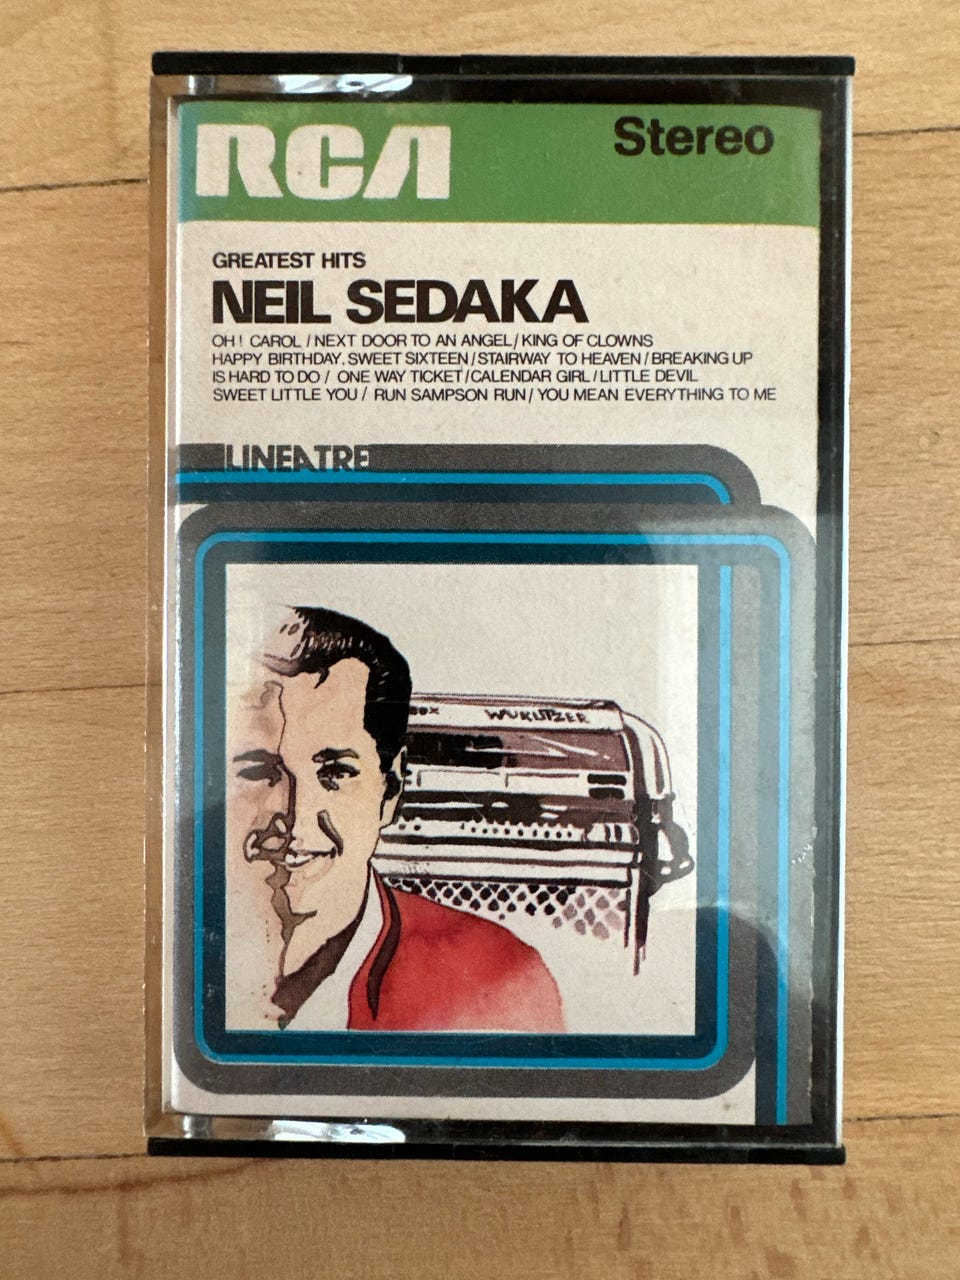 RCA
Stereo
GREATEST HITS
NEIL SEDAKA
OH! CAROL / NEXT DOOR TO AN ANGEL / KING OF CLOWNS
HAPPY BIRTHDAY, SWEET SIXTEEN / STAIRWAY TO HEAVEN / BREAKING UP
IS HARD TO DO / ONE WAY TICKET / CALENDAR GIRL / LITTLE DEVIL
SWEET LITTLE YOU / RUN SAMPSON RUN / YOU MEAN EVERYTHING TO ME
LINEATRE
WURLITZER